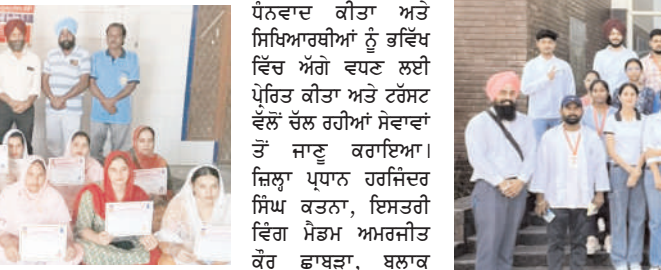 ਧੰਨਵਾਦ ਕੀਤਾ ਅਤੇ
ਸਿਖਿਆਰਥੀਆਂ ਨੂੰ ਭਵਿੱਖ
ਵਿੱਚ ਅੱਗੇ ਵਧਣ ਲਈ
ਪ੍ਰੇਰਿਤ ਕੀਤਾ ਅਤੇ ਟਰੱਸਟ
ਵੱਲੋਂ ਚੱਲ ਰਹੀਆਂ ਸੇਵਾਵਾਂ
ਤੋਂ ਜਾਣੂ ਕਰਾਇਆ।
ਜ਼ਿਲ੍ਹਾ ਪ੍ਰਧਾਨ ਹਰਜਿੰਦਰ
ਸਿੰਘ ਕਤਨਾ, ਇਸਤਰੀ
ਵਿੰਗ ਮੈਡਮ ਅਮਰਜੀਤ
ਕੌਰ ਛਾਬੜਾ, ਬਲਾਕ